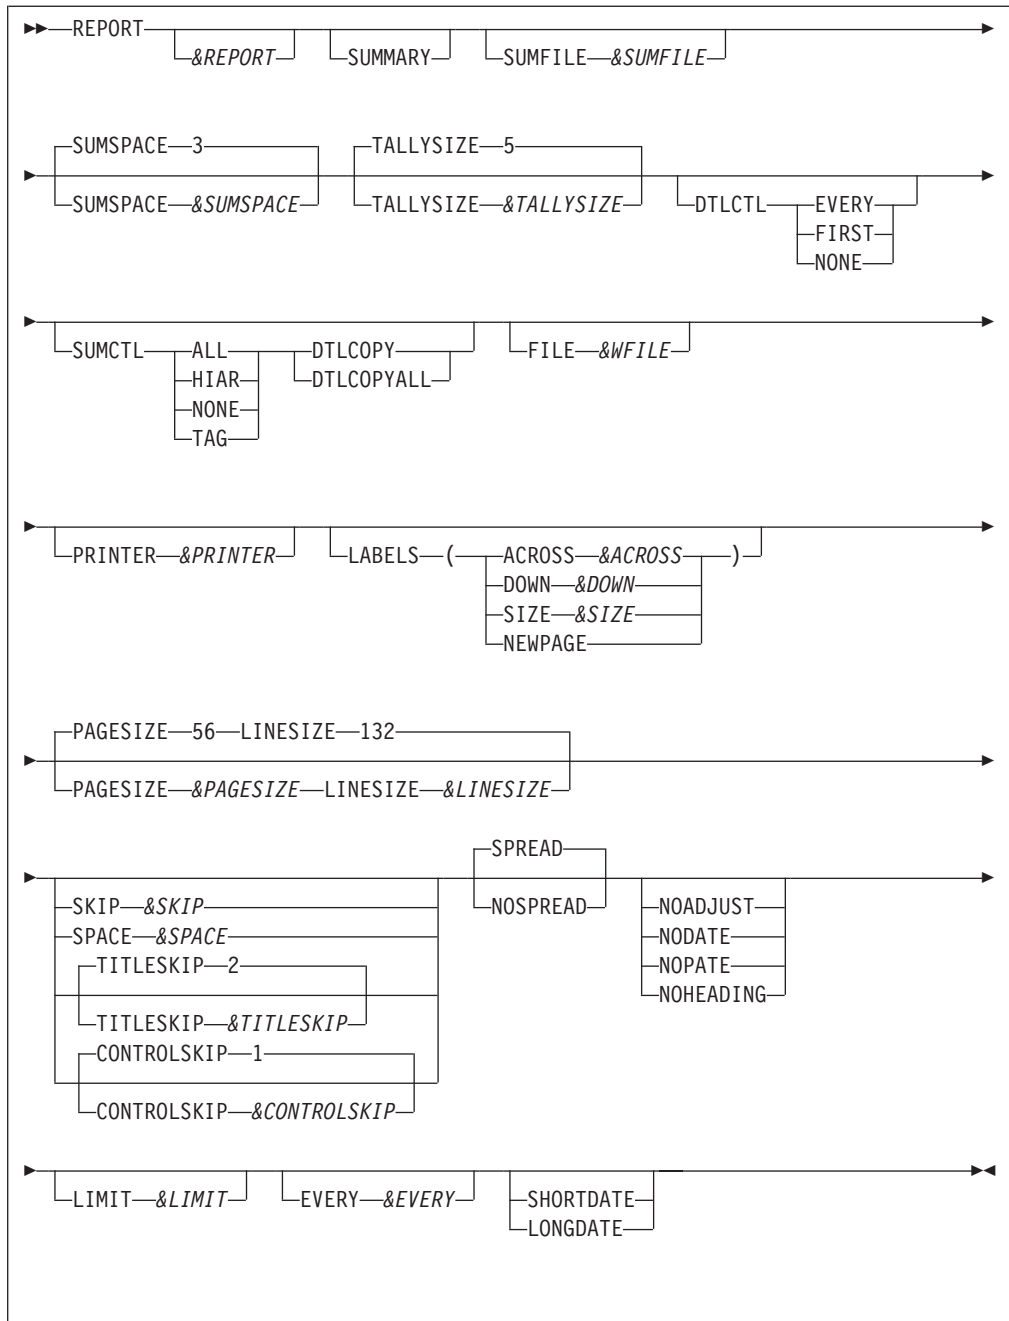 REPORT
&REPORT SUMMARY SUMFILE &SUMFILE
SUMSPACE 3 TALLYSIZE 5
SUMSPACE &SUMSPACE TALLYSIZE &TALLYSIZE DTLCTL EVERY
FIRST
NONE
SUMCTL ALL DTLCOPY FILE &WFILE
HIAR DTLCOPYALL
NONE
TAG
PRINTER &PRINTER LABELS ( ACROSS &ACROSS )
DOWN &DOWN
SIZE &SIZE
NEWPAGE
PAGESIZE 56 LINESIZE 132
PAGESIZE &PAGESIZE LINESIZE &LINESIZE
SPREAD
SKIP &SKIP NOSPREAD NOADJUST
SPACE &SPACE NODATE
TITLESKIP 2 NOPATE
NOHEADING
TITLESKIP &TITLESKIP
CONTROLSKIP 1
CONTROLSKIP &CONTROLSKIP
LIMIT &LIMIT EVERY &EVERY SHORTDATE
LONGDATE